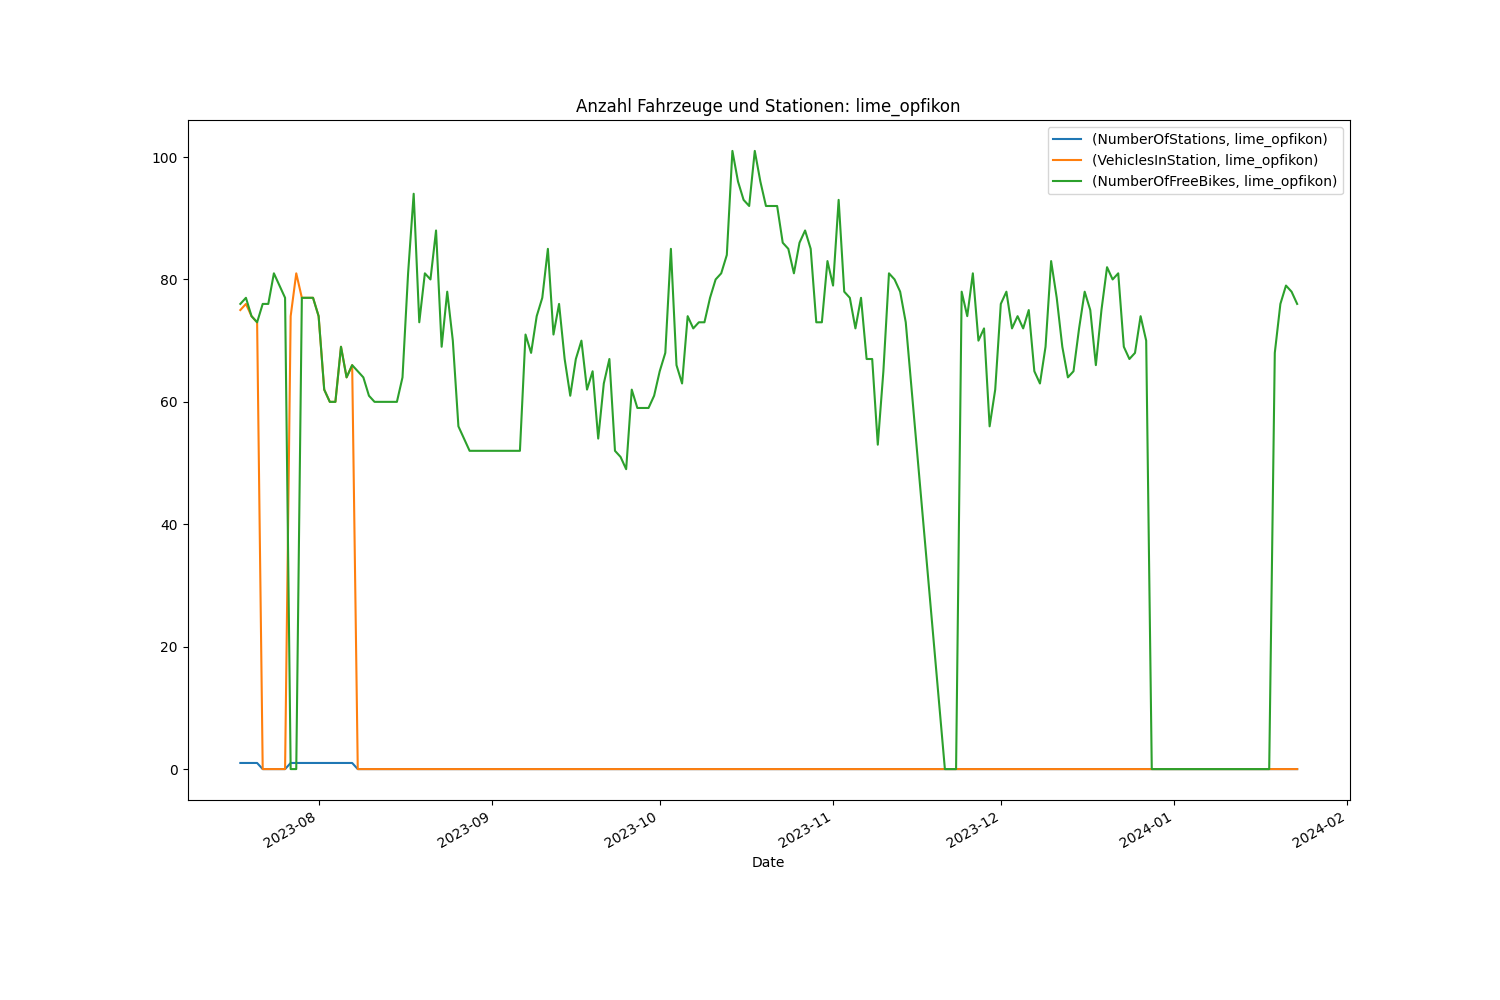 Anzahl Fahrzeuge und Stationen: lime_opfikon
(NumberOfStations, lime_opfikon)
(VehiclesInStation, lime_opfikon)
(NumberOfFreeBikes, lime_opfikon)
100
80
60
40
20
0
2023-08
2023-09
2023-10
2023-11
2023-12
2024-01
2024-02
Date